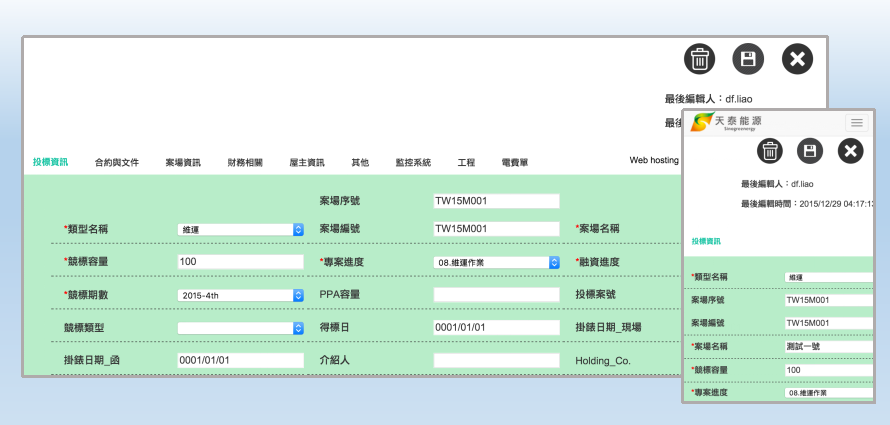 最後編輯人：df.liao
最後
投標資訊 合約與文件 案場資訊 財務相關 屋主資訊 其他 監控系統 工程 電費單 Web hosting
案場序號 TW15M001
*類型名稱 維運 案場編號 TW15M001 *案場名稱
*競標容量 100 *專案進度 08.維運作業 *融資進度
*競標期數 2015-4th PPA容量 投標案號
競標類型 得標日 0001/01/01 掛錶日期_現場
掛錶日期_函 0001/01/01 介紹人 Holding_Co.
天泰能源
Sinogreenergy
最後編輯人：df.liao
最後編輯時間：2015/12/29 04:17:13
投標資訊
*類型名稱 維運
案場序號 TW15M001
案場編號 TW15M001
*案場名稱 測試一號
*競標容量 100
*專案進度 08.維運作業